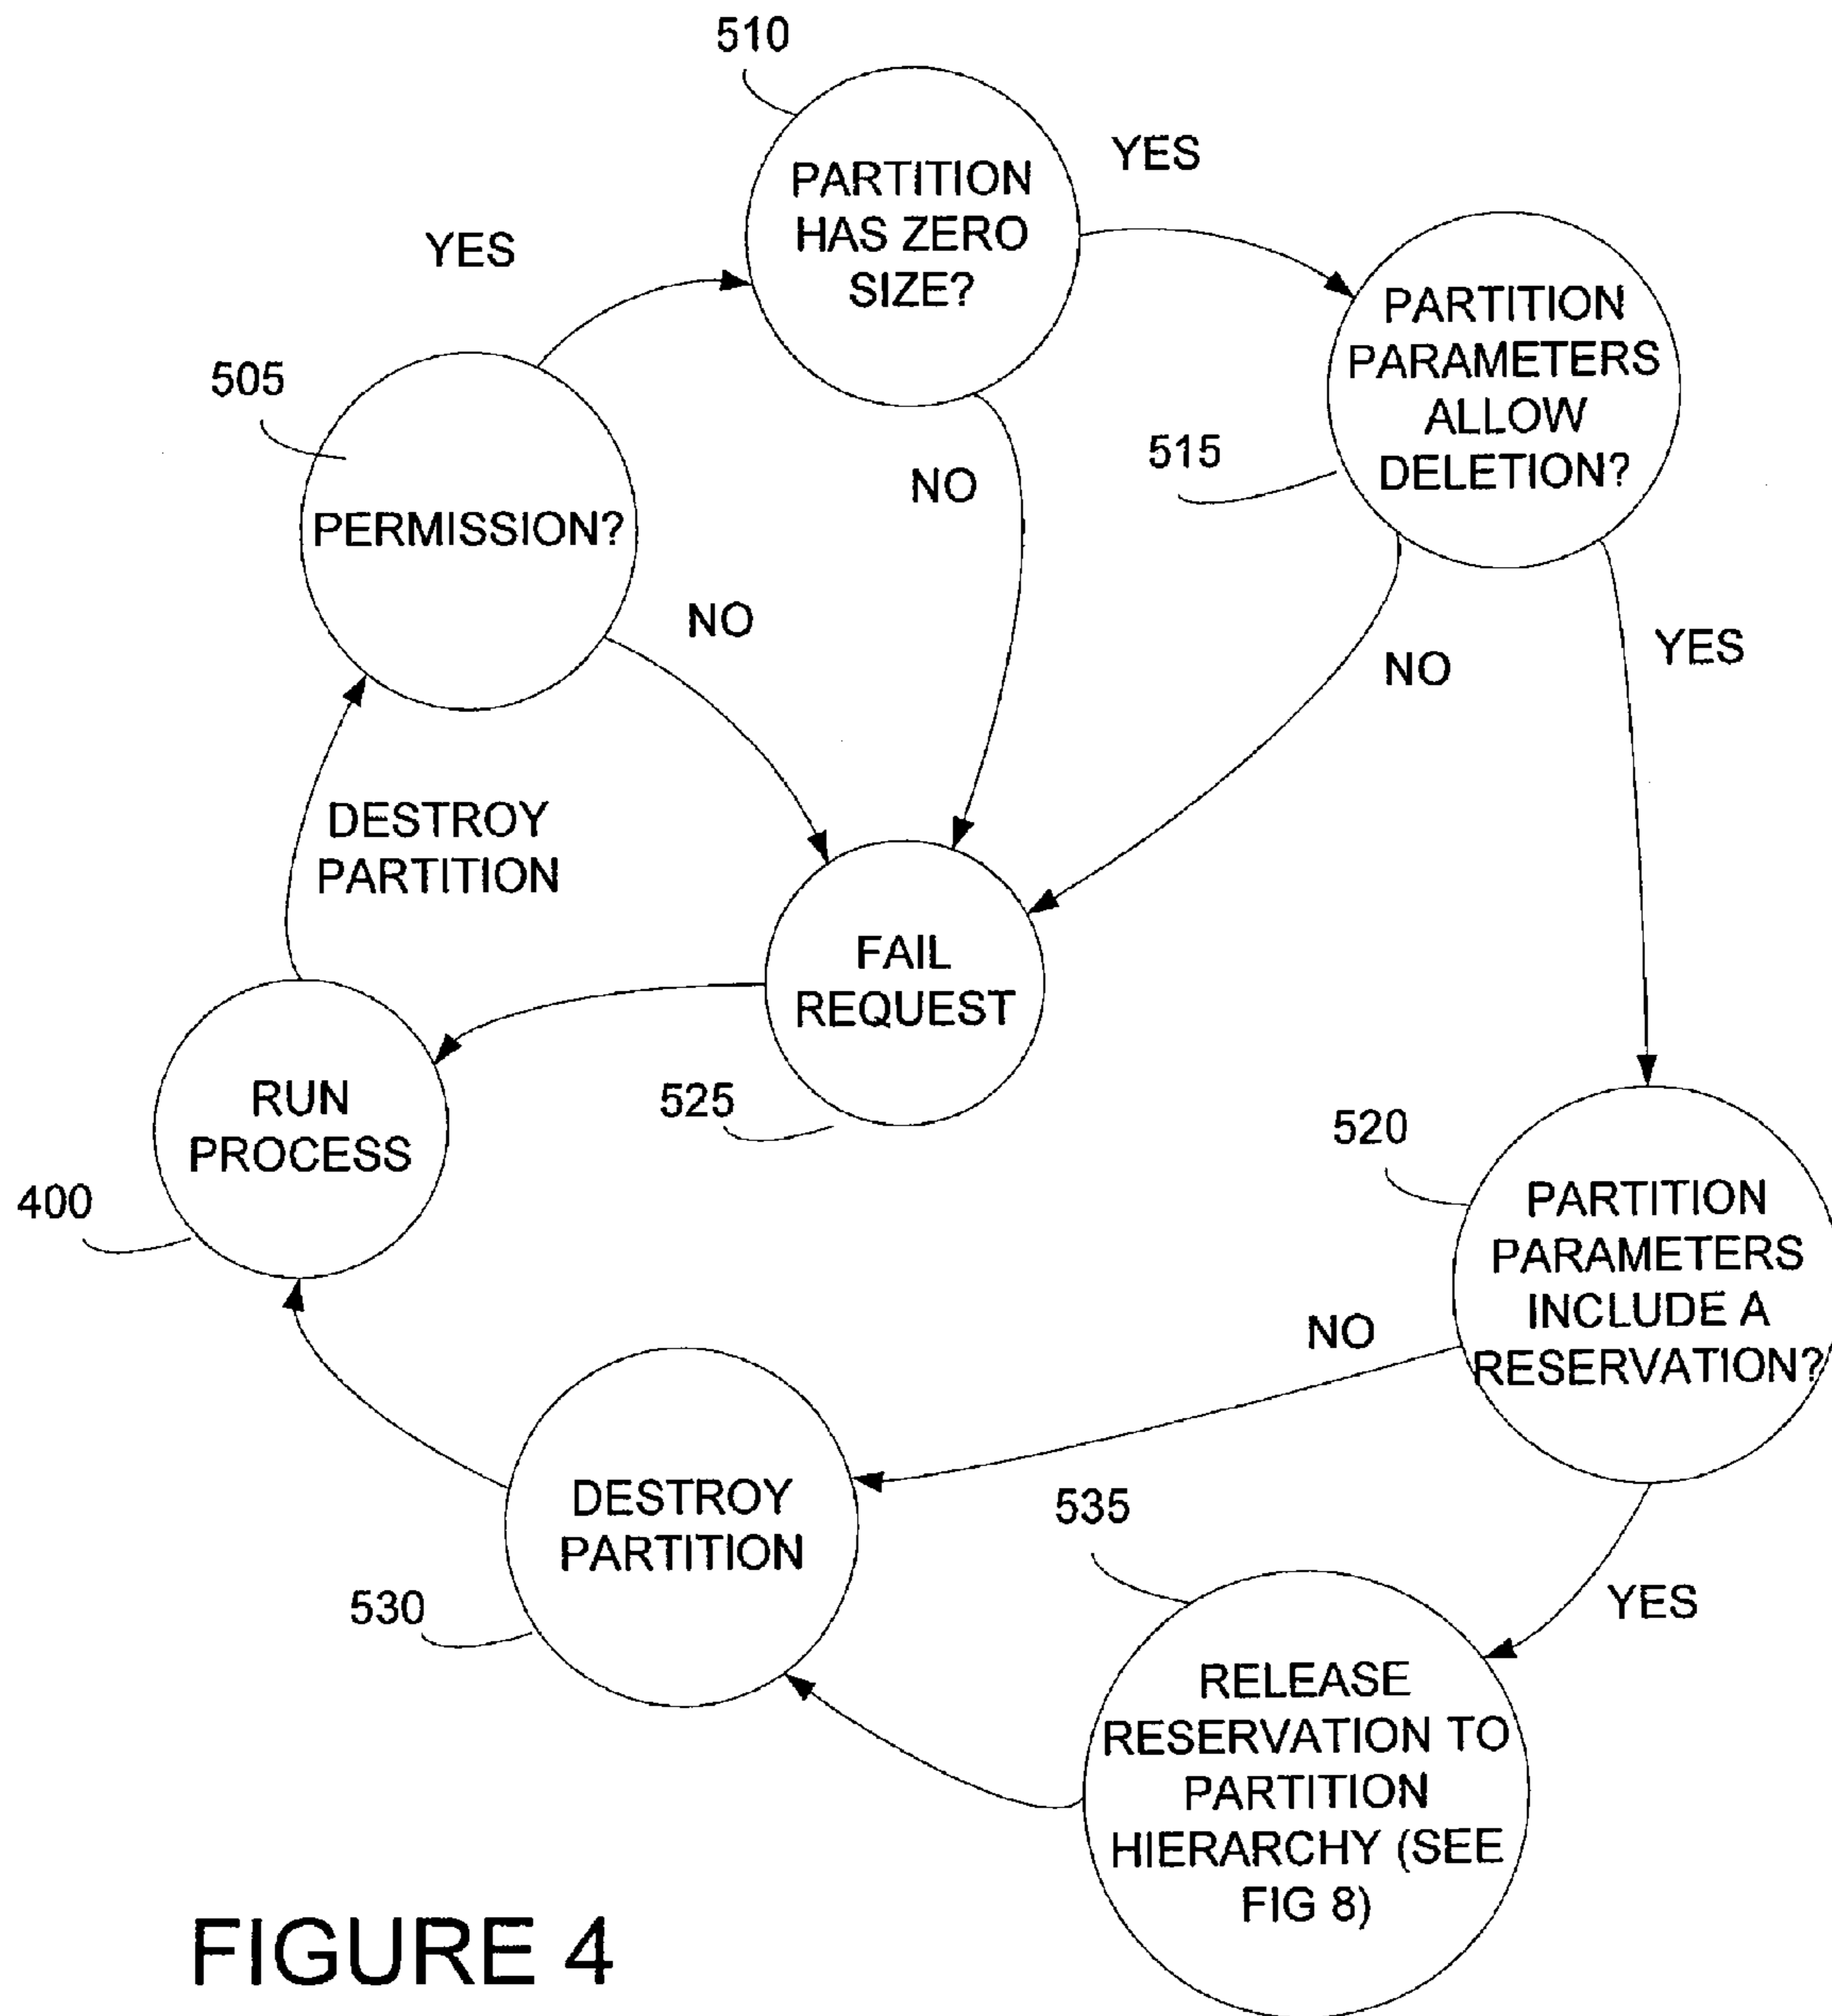 510
PARTITION
HAS ZERO
SIZE?
YES
YES
PARTITION
PARAMETERS
ALLOW
DELETION?
505
515
NO
PERMISSION?
NO
NO
YES
DESTROY
PARTITION
FAIL
REQUEST
525
RUN
PROCESS
400
520
PARTITION
PARAMETERS
INCLUDE A
RESERVATION?
NO
DESTROY
PARTITION
530
535
YES
RELEASE
RESERVATION TO
PARTITION
HIERARCHY (SEE
FIG 8)
FIGURE 4